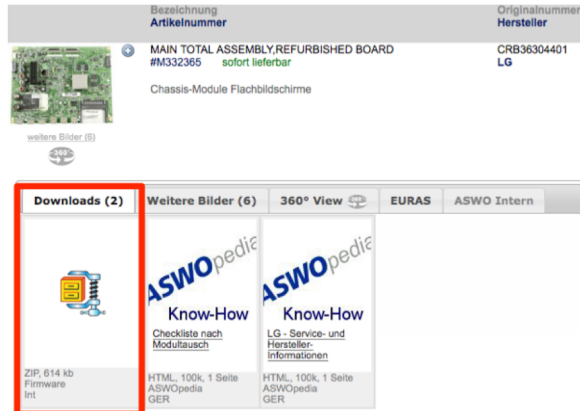 Bezeichnung Originalnummer
Artikelnummer Hersteller
MAIN TOTAL ASSEMBLY,REFURBISHED BOARD CRB36304401
#M332365 sofort lieferbar LG
Chassis-Module Flachbildschirme
weitere Bilder (6)
360°
Downloads (2) Weitere Bilder (6) 360° View EURAS ASWO Intern
ASWOpedia ASWOpedia
Know-How Know-How
Checkliste nach LG - Service- und
Modultausch Hersteller-
Informationen
ZIP, 614 kb HTML, 100k, 1 Seite HTML, 100k, 1 Seite
Firmware ASWOpedia ASWOpedia
Int GER GER